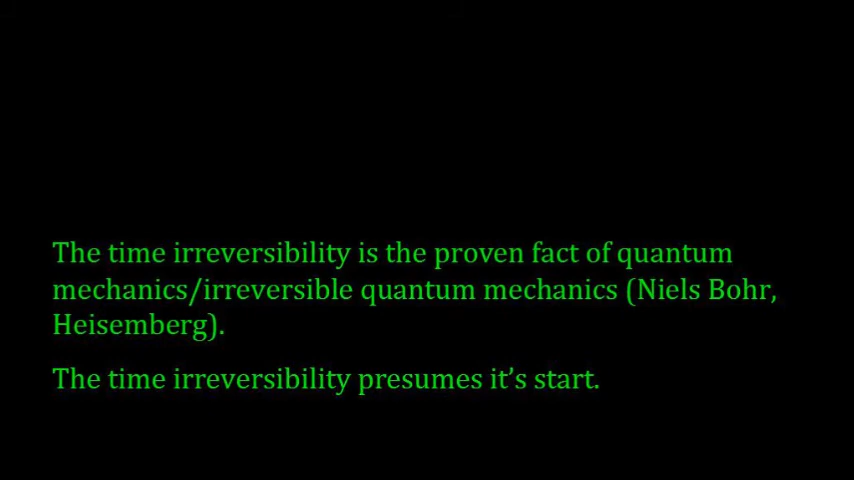 The time irreversibility is the proven fact of quantum
mechanics/irreversible quantum mechanics (Niels Bohr,
Heisemberg).
The time irreversibility presumes it’s start.